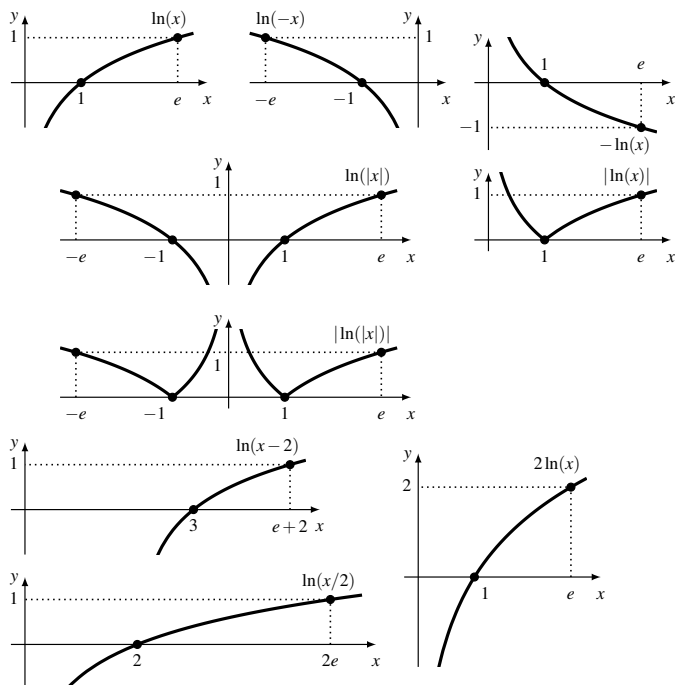 y ln(x)
1
1 e x
ln(−x)
1
−e −1 x
y
1 e
x
−1
−ln(x)
y
1 ln(|x|)
−e −1 1 e x
y
1 |ln(x)|
1 e x
y
|ln(|x|)|
1
−e −1 1 e x
y ln(x−2)
1
3 e+2 x
y 2ln(x)
2
1 e x
y ln(x/2)
1
2 2e x